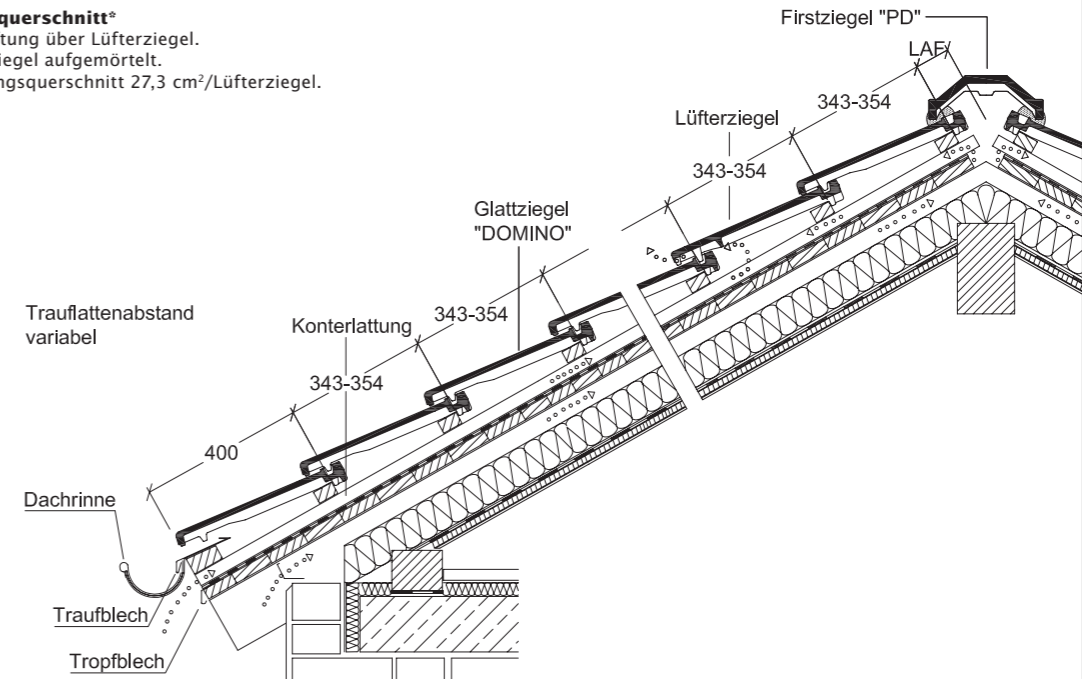 querschnitt*
tung über Lüfterziegel.
iegel aufgemörtelt.
ngsquerschnitt 27,3 cm²/Lüfterziegel.
Firstziegel "PD"
LAF
343-354
Lüfterziegel
343-354
Glattziegel
"DOMINO"
343-354
Trauflattenabstand
variabel
Konterlattung
343-354
400
Dachrinne
Traufblech
Tropfblech